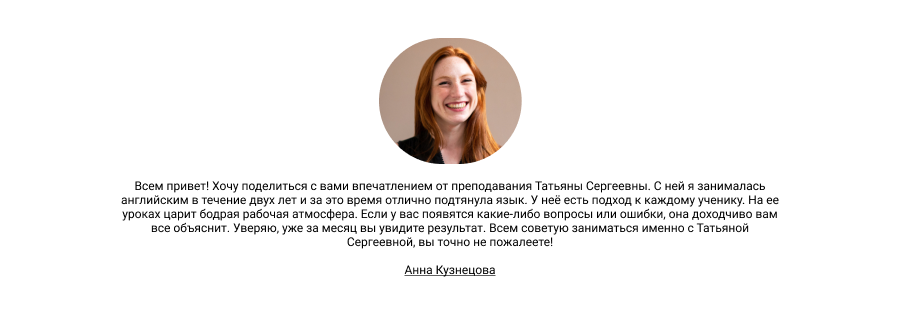 Всем привет! Хочу поделиться с вами впечатлением от преподавания Татьяны Сергеевны. С ней я занималась
английским в течение двух лет и за это время отлично подтянула язык. У неё есть подход к каждому ученику. На ее
уроках царит бодрая рабочая атмосфера. Если у вас появятся какие-либо вопросы или ошибки, она доходчиво вам
все объяснит. Уверяю, уже за месяц вы увидите результат. Всем советую заниматься именно с Татьяной
Сергеевной, вы точно не пожалеете!
Анна Кузнецова